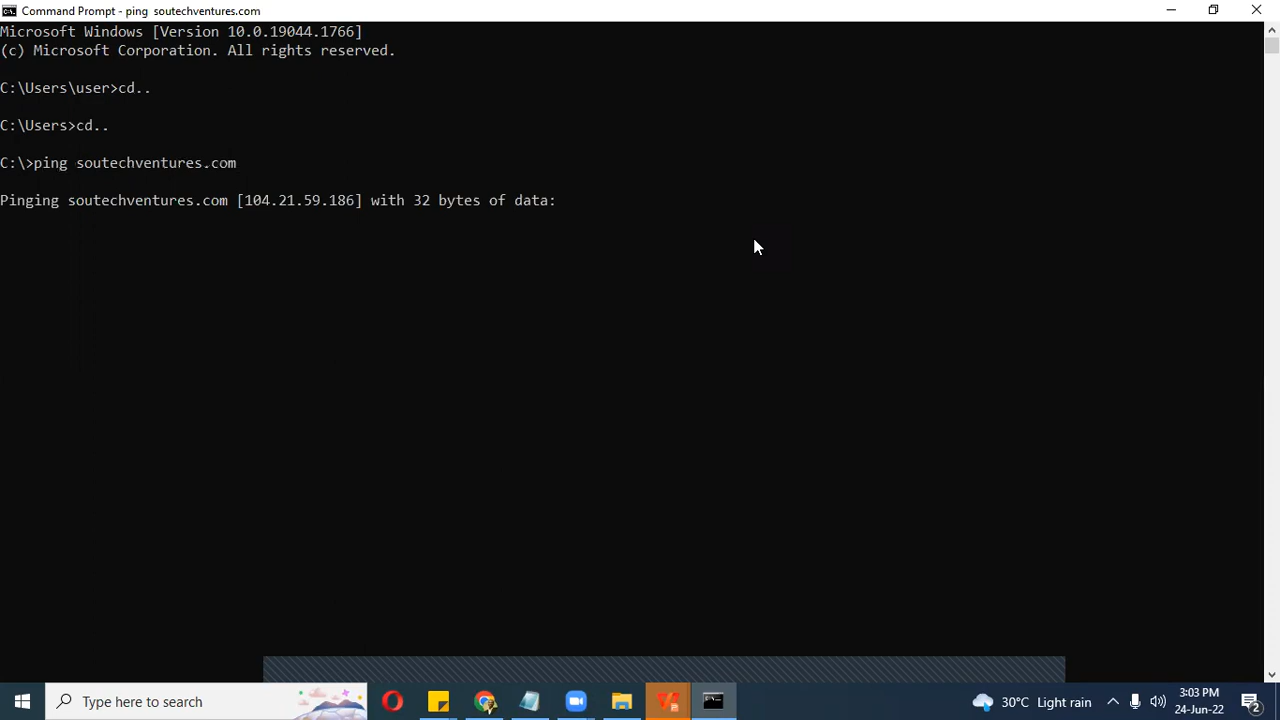 Command Prompt - ping  soutechventures.com
Microsoft Windows [Version 10.0.19044.1766]
(c) Microsoft Corporation. All rights reserved.
C:\Users\user>cd..
C:\Users>cd..
C:\>ping soutechventures.com
Pinging soutechventures.com [104.21.59.186] with 32 bytes of data:
Type here to search
30°C Light rain
3:03 PM
24-Jun-22
2